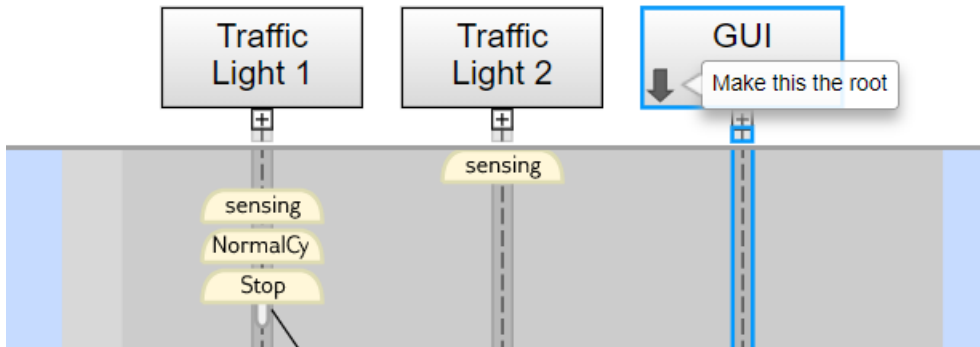 Traffic
Light 1
Traffic
Light 2
GUI
Make this the root
sensing
sensing
NormalCy
Stop